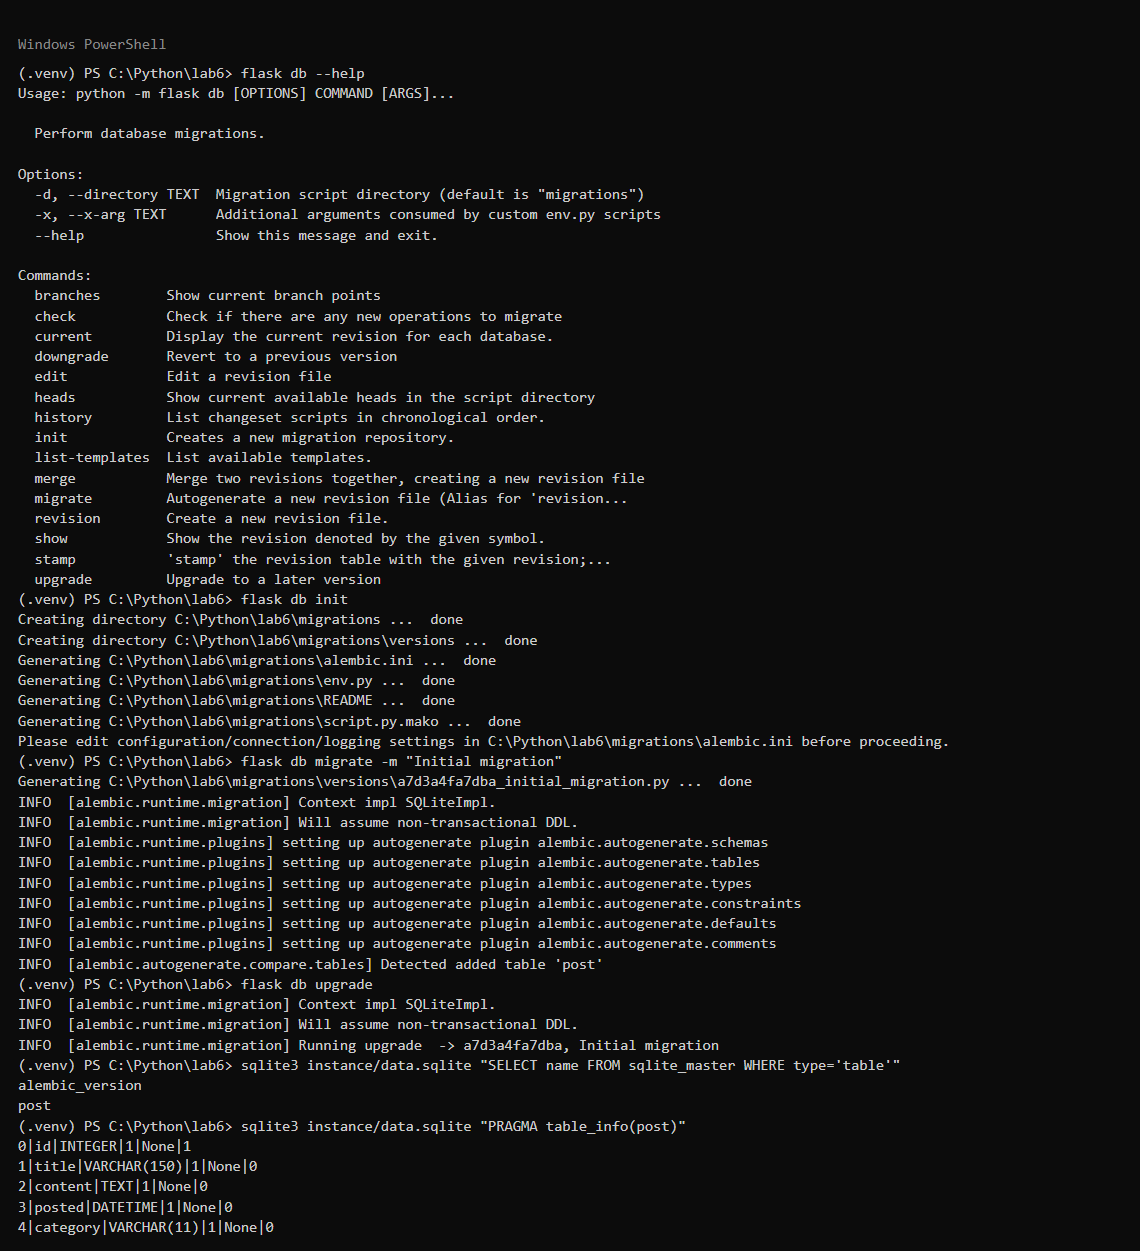 Windows PowerShell
(.venv) PS C:\Python\lab6> flask db --help
Usage: python -m flask db [OPTIONS] COMMAND [ARGS]...
  Perform database migrations.
Options:
  -d, --directory TEXT  Migration script directory (default is "migrations")
  -x, --x-arg TEXT      Additional arguments consumed by custom env.py scripts
  --help                Show this message and exit.
Commands:
  branches        Show current branch points
  check           Check if there are any new operations to migrate
  current         Display the current revision for each database.
  downgrade       Revert to a previous version
  edit            Edit a revision file
  heads           Show current available heads in the script directory
  history         List changeset scripts in chronological order.
  init            Creates a new migration repository.
  list-templates  List available templates.
  merge           Merge two revisions together, creating a new revision file
  migrate         Autogenerate a new revision file (Alias for 'revision...
  revision        Create a new revision file.
  show            Show the revision denoted by the given symbol.
  stamp           'stamp' the revision table with the given revision;...
  upgrade         Upgrade to a later version
(.venv) PS C:\Python\lab6> flask db init
Creating directory C:\Python\lab6\migrations ...  done
Creating directory C:\Python\lab6\migrations\versions ...  done
Generating C:\Python\lab6\migrations\alembic.ini ...  done
Generating C:\Python\lab6\migrations\env.py ...  done
Generating C:\Python\lab6\migrations\README ...  done
Generating C:\Python\lab6\migrations\script.py.mako ...  done
Please edit configuration/connection/logging settings in C:\Python\lab6\migrations\alembic.ini before proceeding.
(.venv) PS C:\Python\lab6> flask db migrate -m "Initial migration"
Generating C:\Python\lab6\migrations\versions\a7d3a4fa7dba_initial_migration.py ...  done
INFO  [alembic.runtime.migration] Context impl SQLiteImpl.
INFO  [alembic.runtime.migration] Will assume non-transactional DDL.
INFO  [alembic.runtime.plugins] setting up autogenerate plugin alembic.autogenerate.schemas
INFO  [alembic.runtime.plugins] setting up autogenerate plugin alembic.autogenerate.tables
INFO  [alembic.runtime.plugins] setting up autogenerate plugin alembic.autogenerate.types
INFO  [alembic.runtime.plugins] setting up autogenerate plugin alembic.autogenerate.constraints
INFO  [alembic.runtime.plugins] setting up autogenerate plugin alembic.autogenerate.defaults
INFO  [alembic.runtime.plugins] setting up autogenerate plugin alembic.autogenerate.comments
INFO  [alembic.autogenerate.compare.tables] Detected added table 'post'
(.venv) PS C:\Python\lab6> flask db upgrade
INFO  [alembic.runtime.migration] Context impl SQLiteImpl.
INFO  [alembic.runtime.migration] Will assume non-transactional DDL.
INFO  [alembic.runtime.migration] Running upgrade  -> a7d3a4fa7dba, Initial migration
(.venv) PS C:\Python\lab6> sqlite3 instance/data.sqlite "SELECT name FROM sqlite_master WHERE type='table'"
alembic_version
post
(.venv) PS C:\Python\lab6> sqlite3 instance/data.sqlite "PRAGMA table_info(post)"
0|id|INTEGER|1|None|1
1|title|VARCHAR(150)|1|None|0
2|content|TEXT|1|None|0
3|posted|DATETIME|1|None|0
4|category|VARCHAR(11)|1|None|0